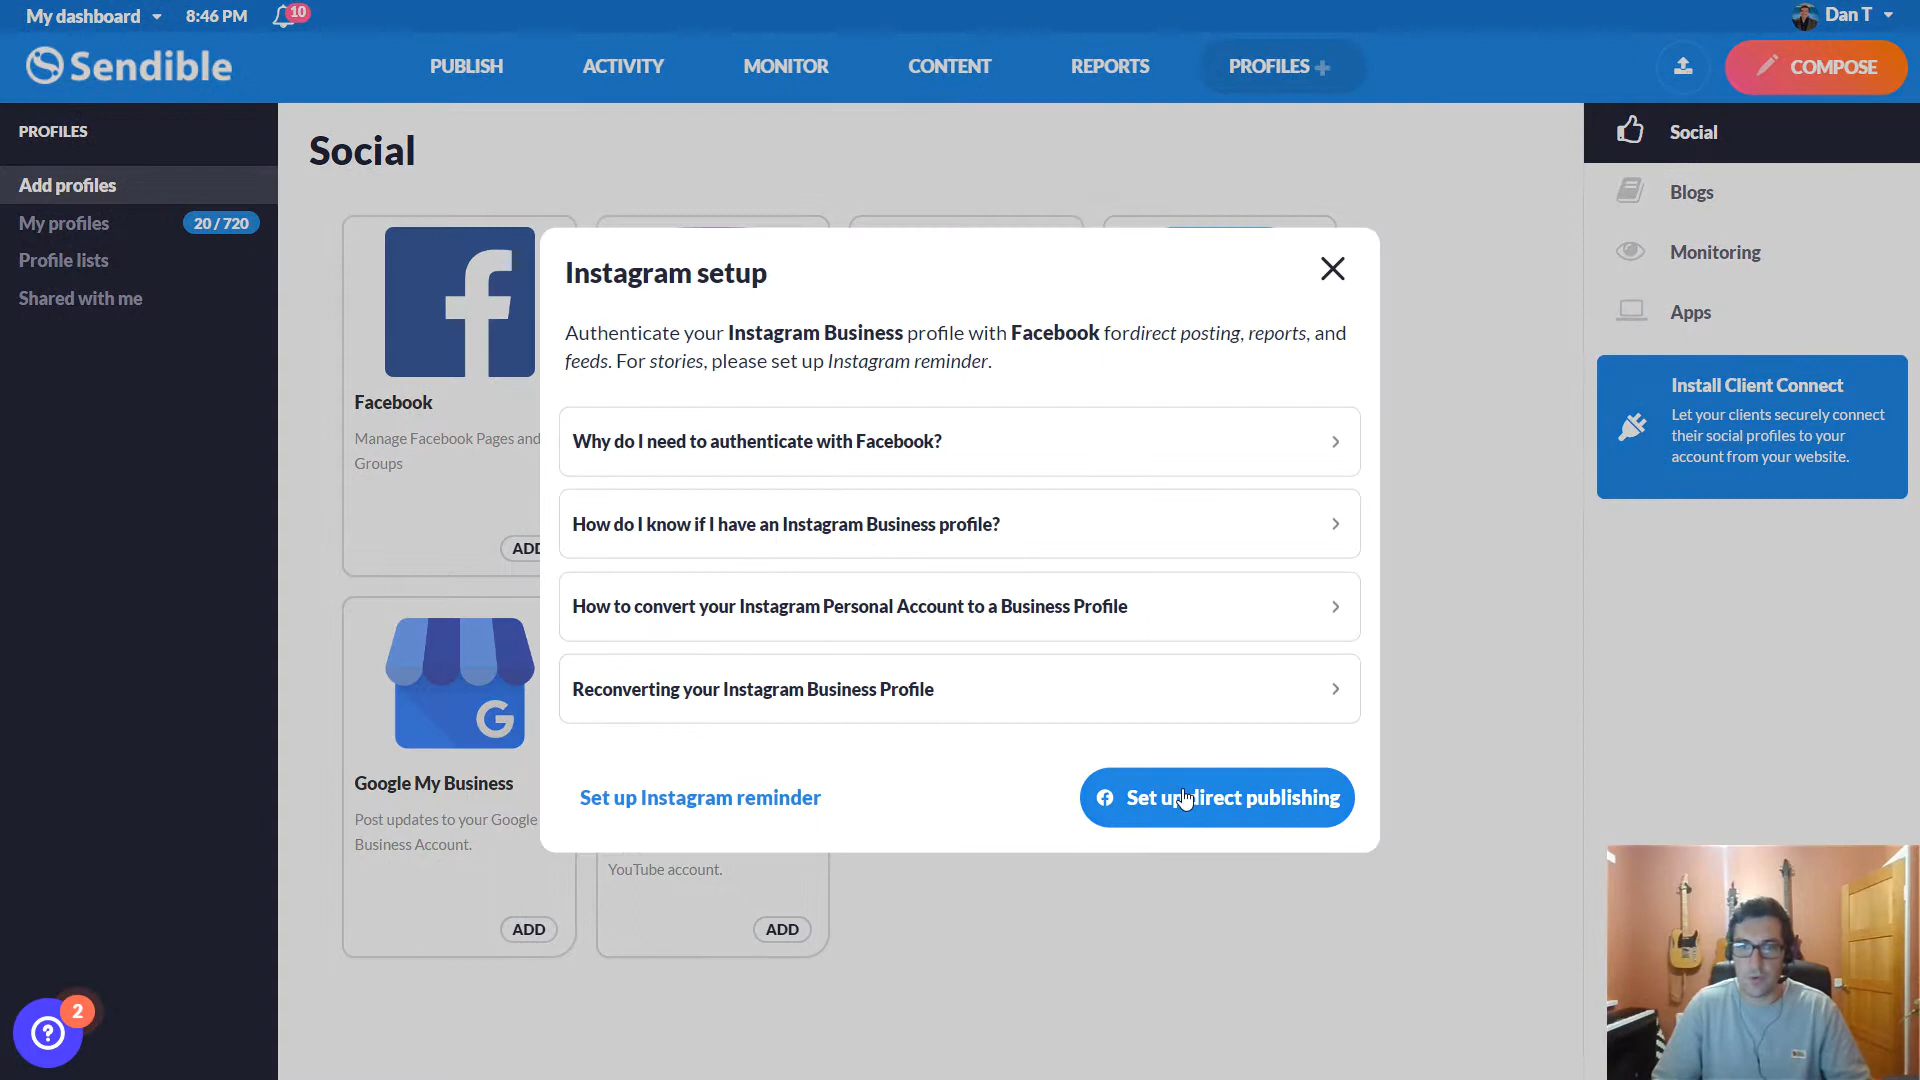 My dashboard 8:46 PM 10 Dan T
Sendible PUBLISH ACTIVITY MONITOR CONTENT REPORTS PROFILES + COMPOSE
PROFILES
Add profiles
My profiles 20 / 720
Profile lists
Shared with me
Social
Facebook
Manage Facebook Pages and
Groups
ADD
Google My Business
Post updates to your Google
Business Account.
ADD
YouTube account.
ADD
Instagram setup
Authenticate your Instagram Business profile with Facebook fordirect posting, reports, and
feeds. For stories, please set up Instagram reminder.
Why do I need to authenticate with Facebook?
How do I know if I have an Instagram Business profile?
How to convert your Instagram Personal Account to a Business Profile
Reconverting your Instagram Business Profile
Set up Instagram reminder
Set up direct publishing
Social
Blogs
Monitoring
Apps
Install Client Connect
Let your clients securely connect
their social profiles to your
account from your website.
? 2